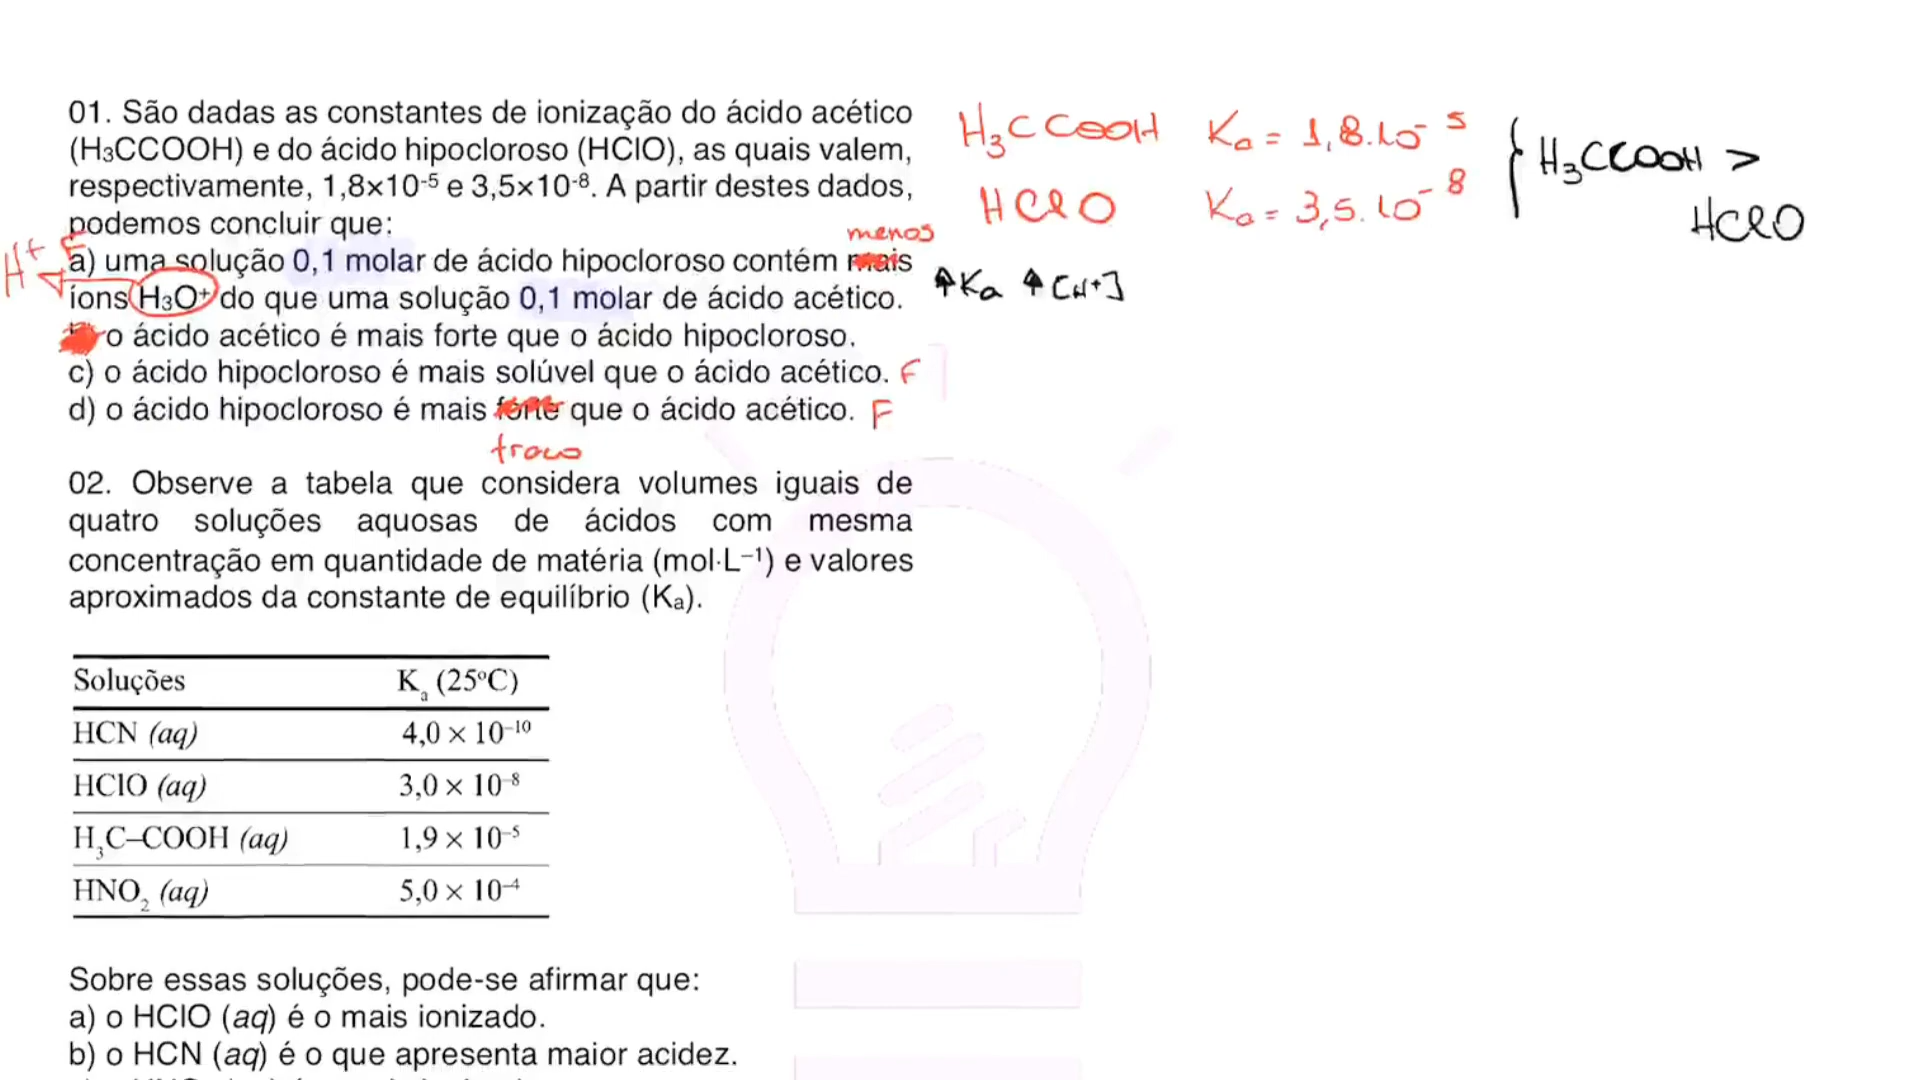 01. São dadas as constantes de ionização do ácido acético
(H₃CCOOH) e do ácido hipocloroso (HClO), as quais valem,
respectivamente, 1,8×10⁻⁵ e 3,5×10⁻⁸. A partir destes dados,
podemos concluir que:
menos
H⁺ F
a) uma solução 0,1 molar de ácido hipocloroso contém mais
íons H₃O⁺ do que uma solução 0,1 molar de ácido acético.
o ácido acético é mais forte que o ácido hipocloroso.
c) o ácido hipocloroso é mais solúvel que o ácido acético. F
d) o ácido hipocloroso é mais forte que o ácido acético. F
fraco
H₃CCOOH Ka = 1,8.10⁻⁵
HClO Ka = 3,5.10⁻⁸
{ H₃CCOOH >
HClO
↑Ka ↑[H⁺]
02. Observe a tabela que considera volumes iguais de
quatro soluções aquosas de ácidos com mesma
concentração em quantidade de matéria (mol·L⁻¹) e valores
aproximados da constante de equilíbrio (Ka).
Soluções Ka (25ºC)
HCN (aq) 4,0 × 10⁻¹⁰
HClO (aq) 3,0 × 10⁻⁸
H₃C–COOH (aq) 1,9 × 10⁻⁵
HNO₂ (aq) 5,0 × 10⁻⁴
Sobre essas soluções, pode-se afirmar que:
a) o HClO (aq) é o mais ionizado.
b) o HCN (aq) é o que apresenta maior acidez.